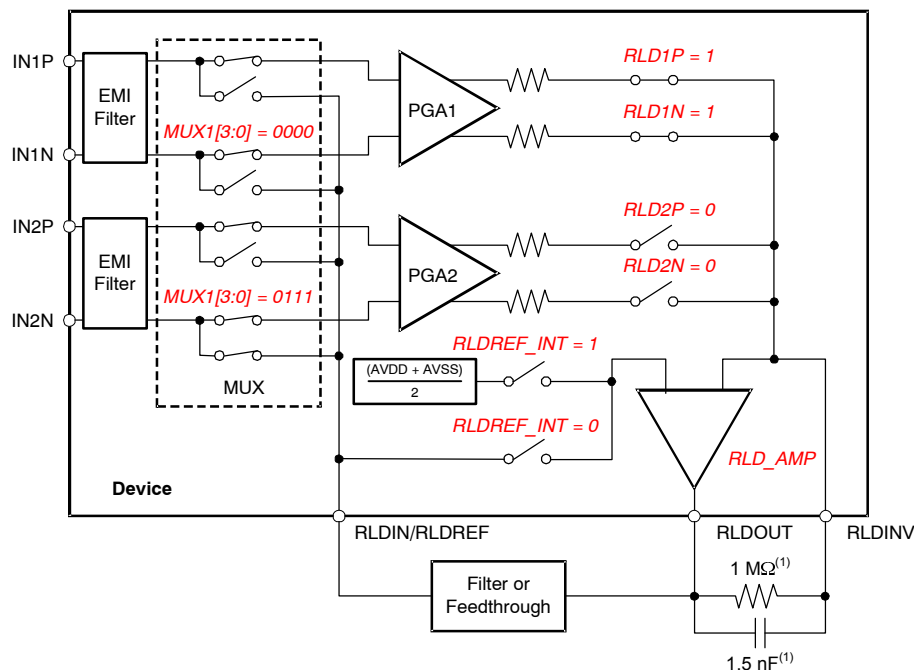 IN1P
EMI
Filter
IN1N
MUX1[3:0] = 0000
PGA1
RLD1P = 1
RLD1N = 1
IN2P
EMI
Filter
IN2N
MUX1[3:0] = 0111
MUX
PGA2
RLD2P = 0
RLD2N = 0
RLDREF_INT = 1
(AVDD + AVSS)
2
RLDREF_INT = 0
RLD_AMP
Device
RLDIN/RLDREF
RLDOUT
RLDINV
Filter or
Feedthrough
1 MΩ(1)
1.5 nF(1)